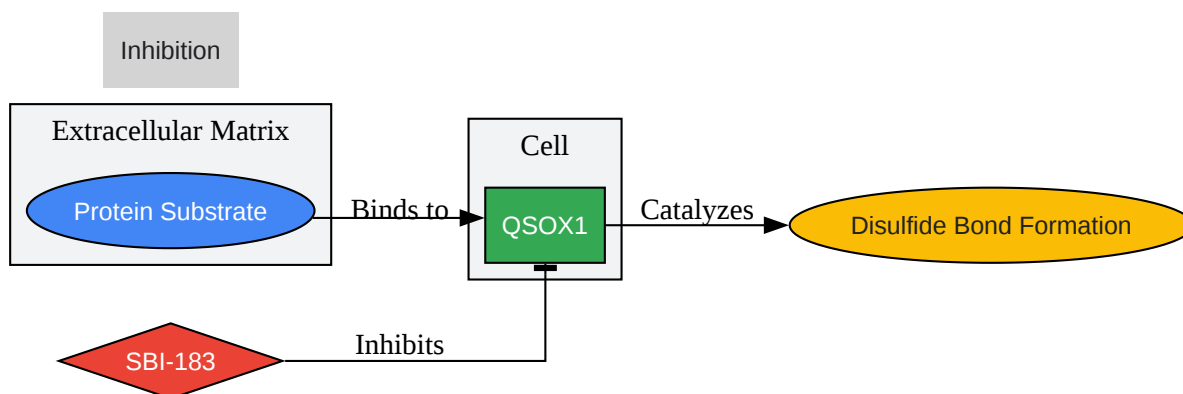 Inhibition
Extracellular Matrix
Protein Substrate
Binds to
Cell
QSOX1
Catalyzes
Disulfide Bond Formation
SBI-183
Inhibits